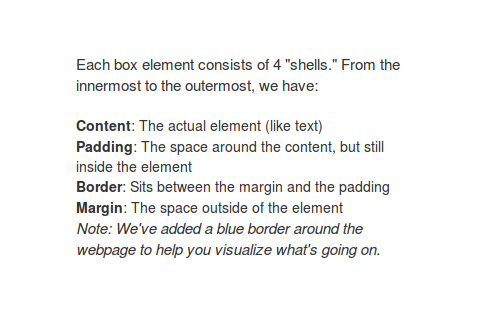 Each box element consists of 4 "shells." From the
innermost to the outermost, we have:
Content: The actual element (like text)
Padding: The space around the content, but still
inside the element
Border: Sits between the margin and the padding
Margin: The space outside of the element
Note: We've added a blue border around the
webpage to help you visualize what's going on.